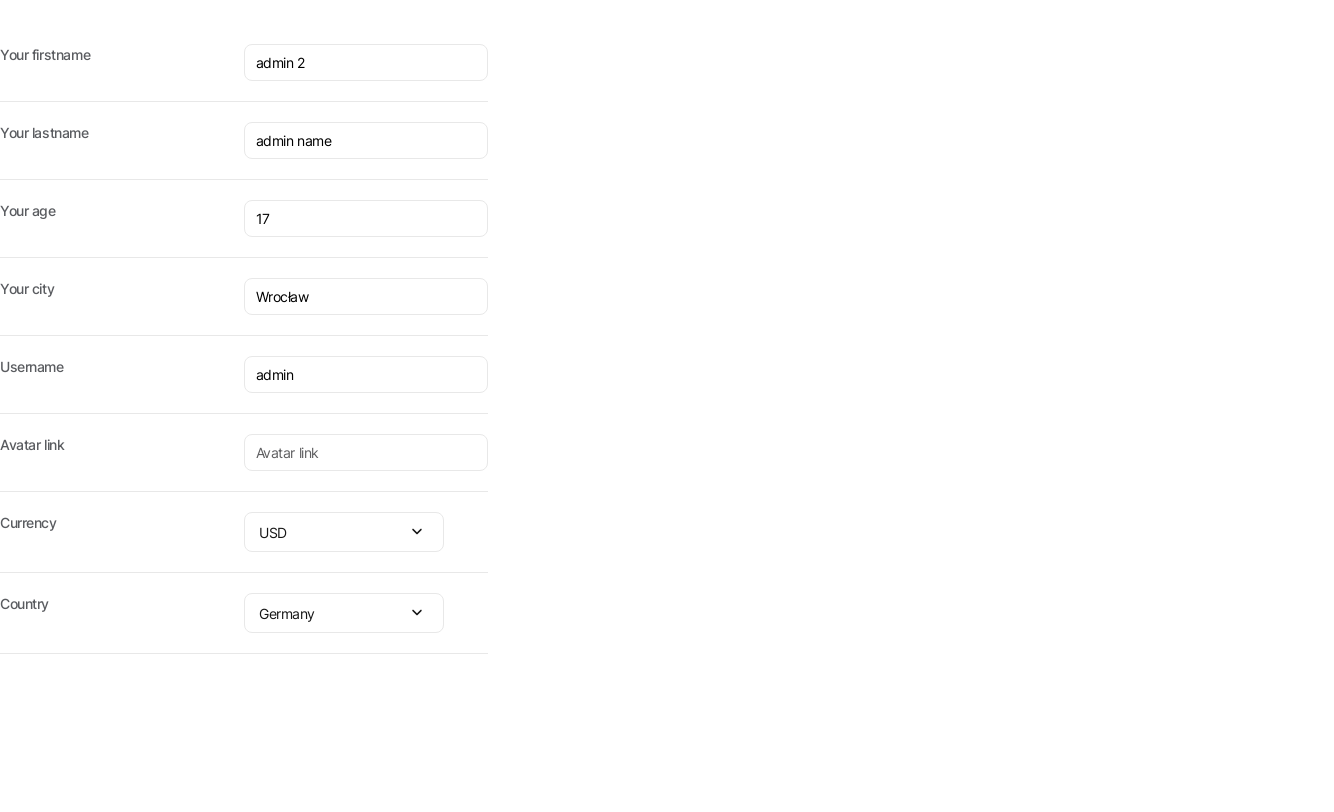 Your firstname
admin 2
Your lastname
admin name
Your age
17
Your city
Wrocław
Username
admin
Avatar link
Avatar link
Currency
USD
Country
Germany